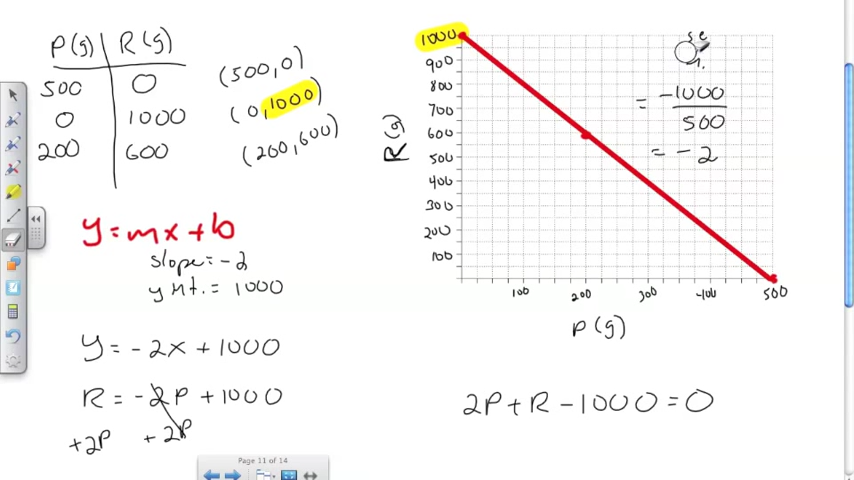 P(g) R(g)
500 0 (500,0)
0 1000 (0,1000)
200 600 (200,600)
y=mx+b
slope=-2
y int.= 1000
y = -2x + 1000
R = -2P + 1000
+2P +2P
R(g)
1000
900
800
700
600
500
400
300
200
100
100 200 300 400 500
P(g)
= -1000
500
= -2
2P + R - 1000 = 0
Page 11 of 14